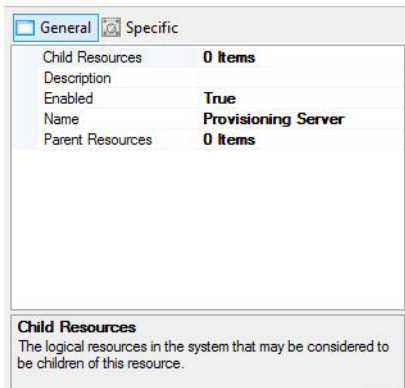 General Specific
Child Resources 0 Items
Description
Enabled True
Name Provisioning Server
Parent Resources 0 Items
Child Resources
The logical resources in the system that may be considered to
be children of this resource.